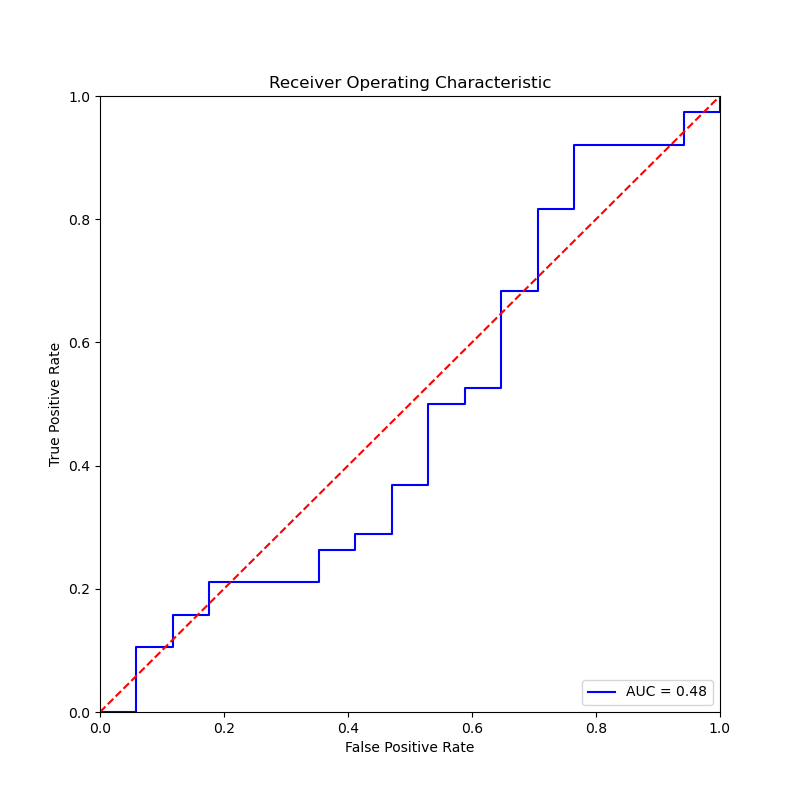 Receiver Operating Characteristic
1.0
0.8
0.6
0.4
0.2
0.0
True Positive Rate
AUC = 0.48
0.0 0.2 0.4 0.6 0.8 1.0
False Positive Rate